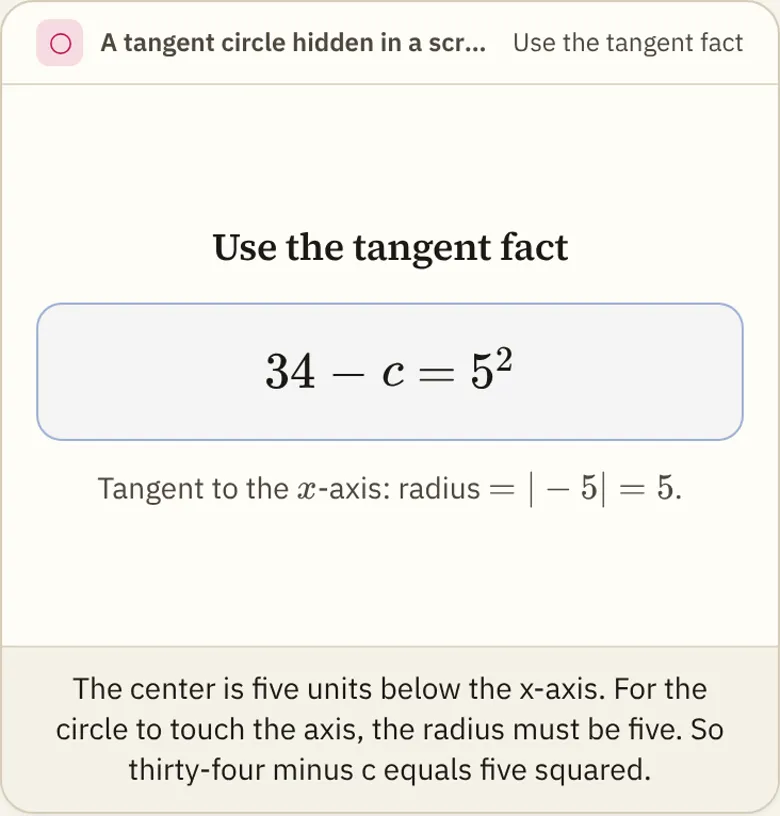 A tangent circle hidden in a scr... Use the tangent fact
Use the tangent fact
34 − c = 5²
Tangent to the x-axis: radius = | − 5| = 5.
The center is five units below the x-axis. For the
circle to touch the axis, the radius must be five. So
thirty-four minus c equals five squared.